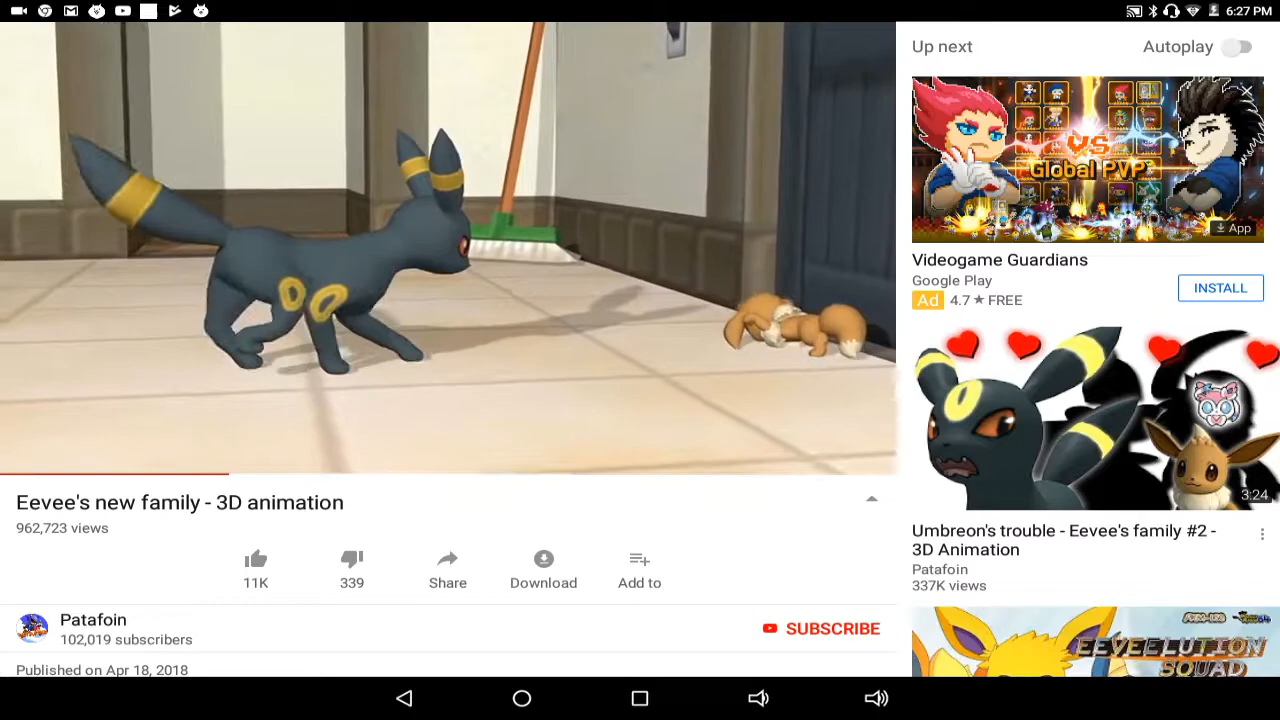 6:27 PM
Up next
Autoplay
VS
Global PVP
App
Videogame Guardians
Google Play
Ad 4.7 ★ FREE
INSTALL
3:24
Umbreon's trouble - Eevee's family #2 -
3D Animation
Patafoin
337K views
EEVEELUTION
SQUAD
Eevee's new family - 3D animation
962,723 views
11K
339
Share
Download
Add to
Patafoin
102,019 subscribers
SUBSCRIBE
Published on Apr 18, 2018